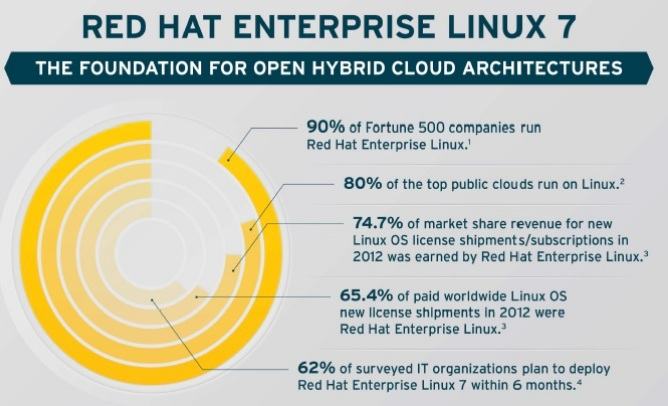 RED HAT ENTERPRISE LINUX 7
THE FOUNDATION FOR OPEN HYBRID CLOUD ARCHITECTURES
90% of Fortune 500 companies run
Red Hat Enterprise Linux.¹
80% of the top public clouds run on Linux.²
74.7% of market share revenue for new
Linux OS license shipments/subscriptions in
2012 was earned by Red Hat Enterprise Linux.³
65.4% of paid worldwide Linux OS
new license shipments in 2012 were
Red Hat Enterprise Linux.³
62% of surveyed IT organizations plan to deploy
Red Hat Enterprise Linux 7 within 6 months.⁴